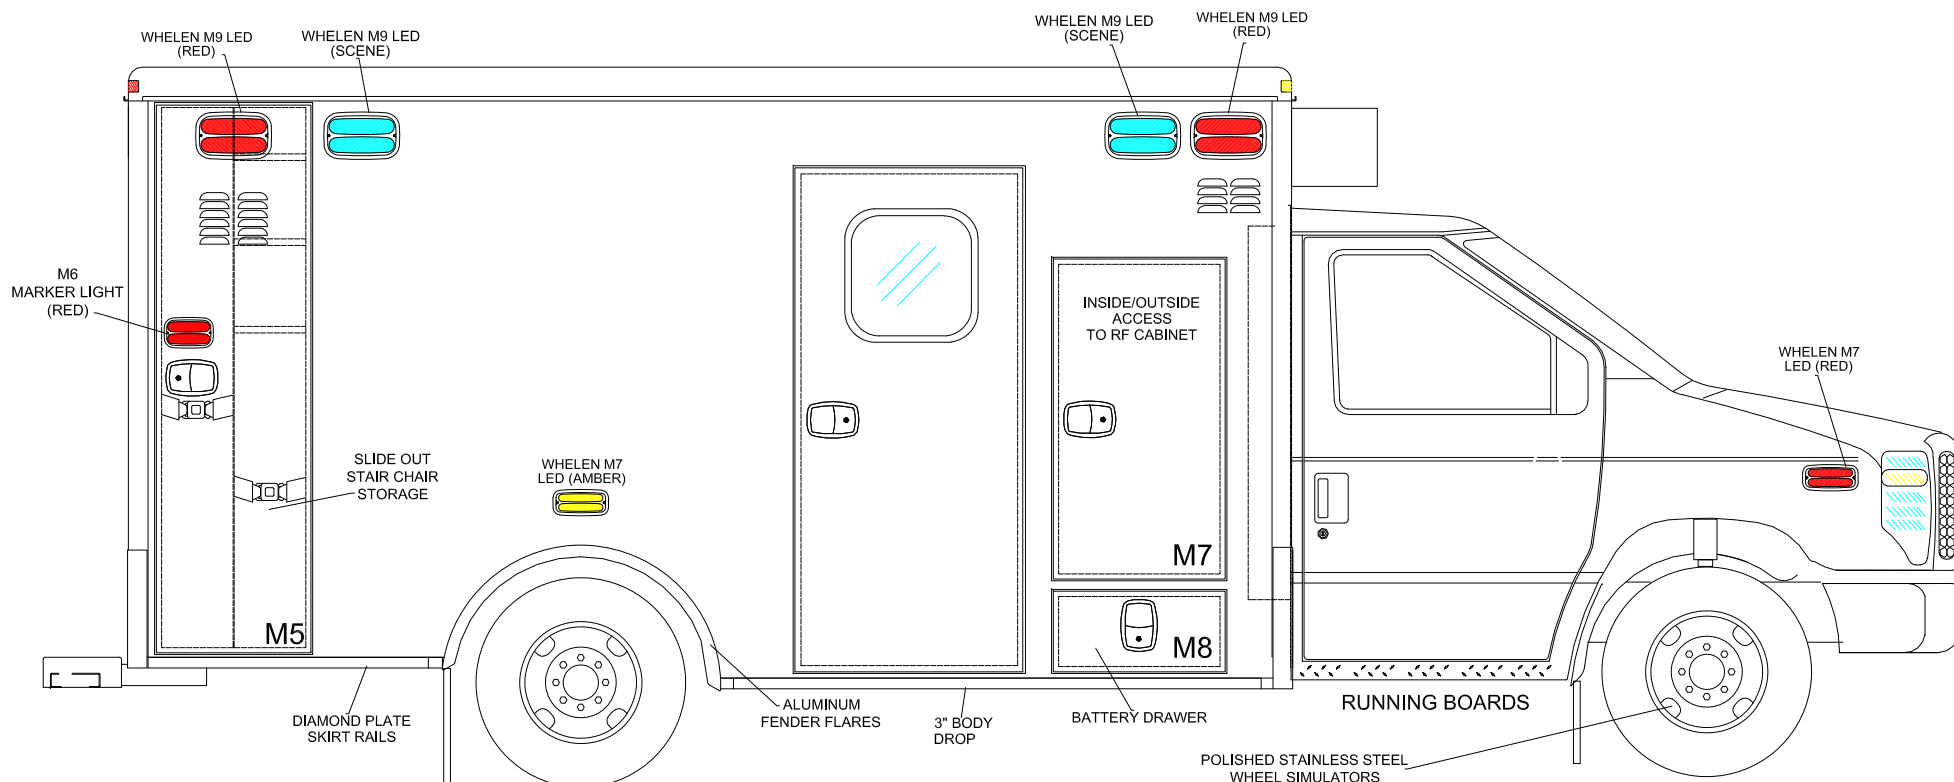 WHELEN M9 LED
(RED)
WHELEN M9 LED
(SCENE)
WHELEN M9 LED
(SCENE)
WHELEN M9 LED
(RED)
M6
MARKER LIGHT
(RED)
INSIDE/OUTSIDE
ACCESS
TO RF CABINET
WHELEN M7
LED (RED)
SLIDE OUT
STAIR CHAIR
STORAGE
WHELEN M7
LED (AMBER)
M5
M7
M8
DIAMOND PLATE
SKIRT RAILS
ALUMINUM
FENDER FLARES
3" BODY
DROP
BATTERY DRAWER
RUNNING BOARDS
POLISHED STAINLESS STEEL
WHEEL SIMULATORS